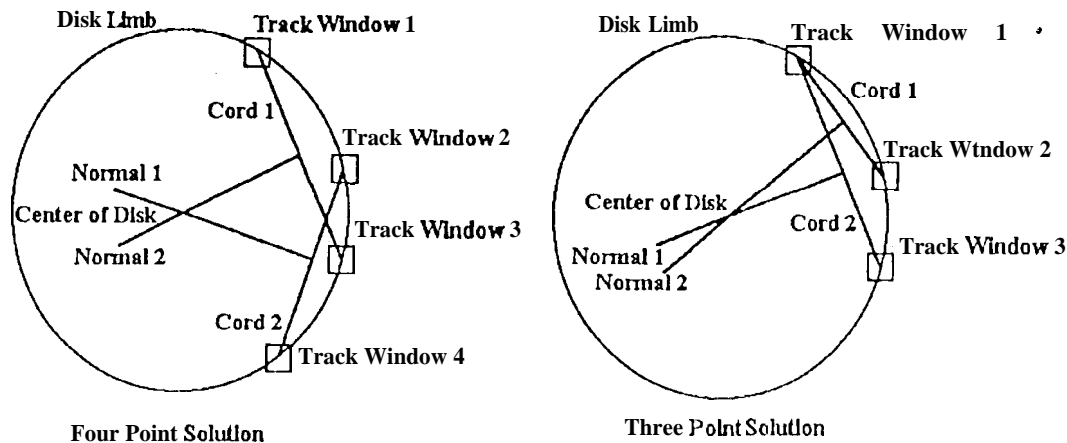 Disk Limb
Track Window 1
Cord 1
Track Window 2
Normal 1
Center of Disk
Normal 2
Track Window 3
Cord 2
Track Window 4
Four Point Solution
Disk Limb
Track Window 1
Cord 1
Track Wtndow 2
Center of Disk
Cord 2
Normal 1
Normal 2
Track Window 3
Three Point Solution